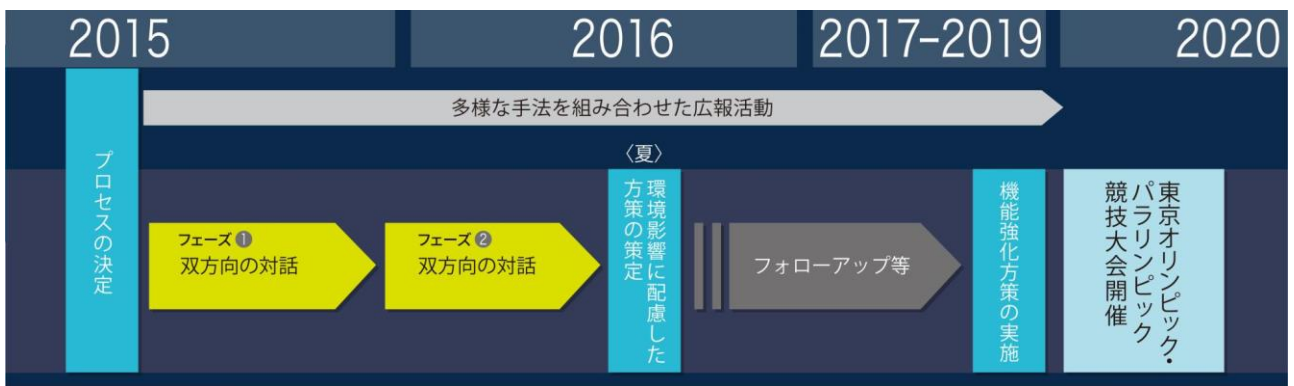 2015
2016
2017-2019
2020
多様な手法を組み合わせた広報活動
プロセスの決定
フェーズ❶
双方向の対話
フェーズ❷
双方向の対話
〈夏〉
環境影響に配慮した
方策の策定
フォローアップ等
機能強化方策の実施
東京オリンピック・
パラリンピック
競技大会開催